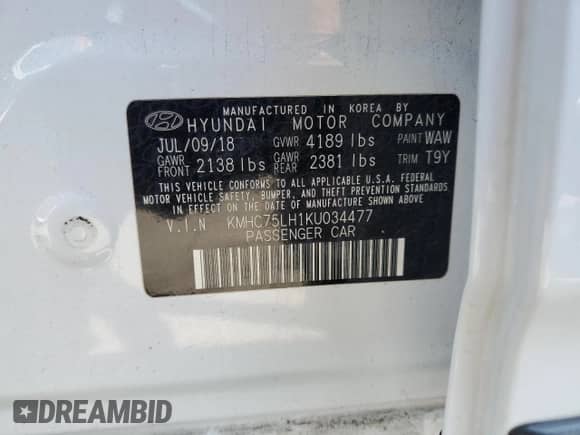 MANUFACTURED IN KOREA BY
HYUNDAI MOTOR COMPANY
JUL/09/18 GVWR 4189 lbs PAINT WAW
GAWR FRONT 2138 lbs GAWR REAR 2381 lbs TRIM T9Y
THIS VEHICLE CONFORMS TO ALL APPLICABLE U.S.A. FEDERAL
MOTOR VEHICLE SAFETY, BUMPER, AND THEFT PREVENTION STANDARDS
IN EFFECT ON THE DATE OF MANUFACTURE SHOWN ABOVE.
V.I.N KMHC75LH1KU034477
PASSENGER CAR
DREAMBID